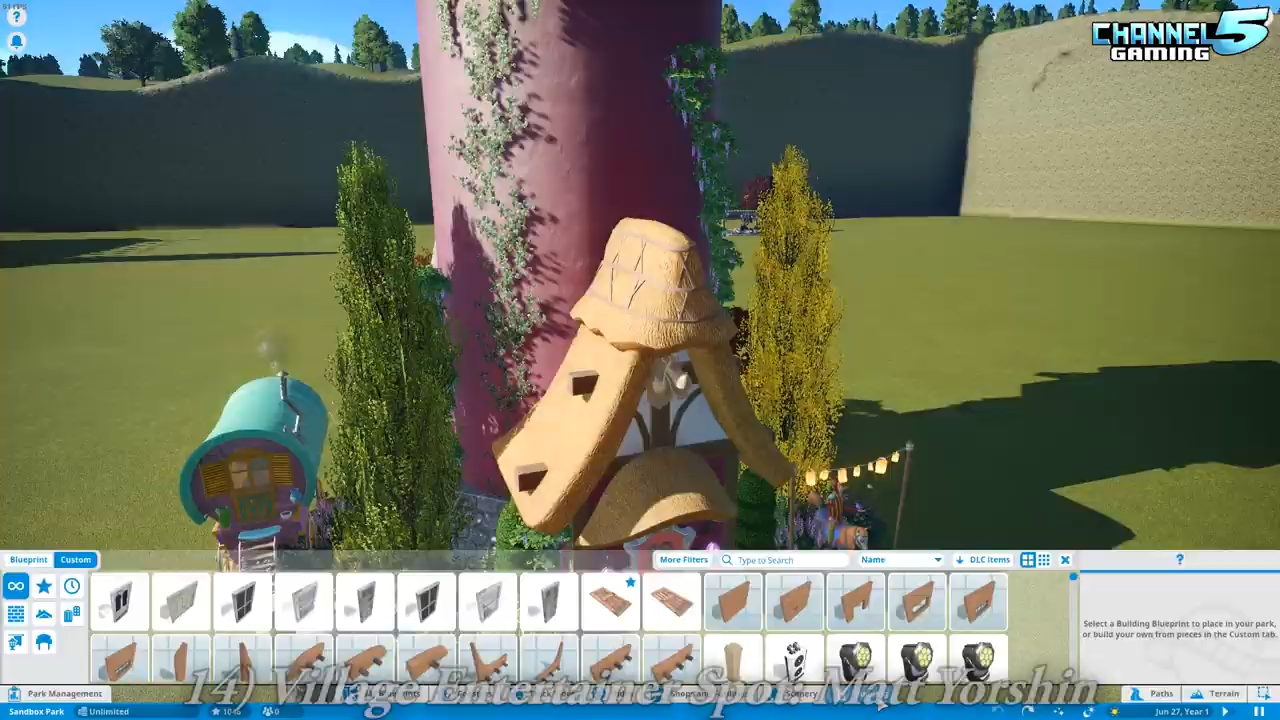 CHANNEL 5
GAMING
Blueprint
Custom
More Filters
Type to Search
Name
DLC Items
Select a Building Blueprint to place in your park,
or build your own from pieces in the Custom tab.
14) Village Entertainer Spot: Matt Yorshin
Park Management
Scenery
Paths
Terrain
Sandbox Park
Unlimited
0
Jun 27, Year 1